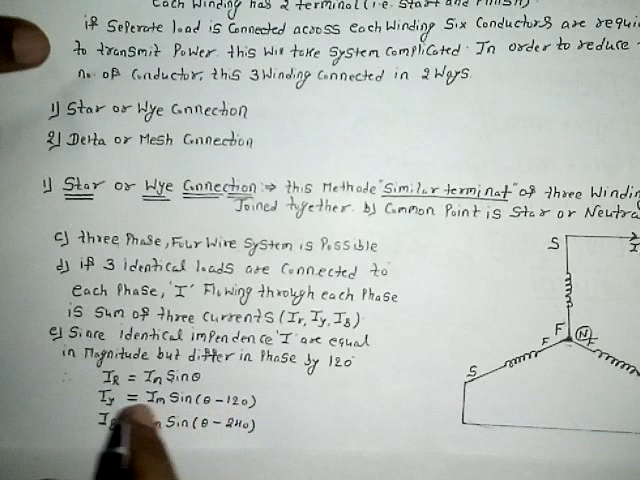 Each Winding has 2 terminal (i.e. Start and Finish)
if Seperate load is Connected across each Winding Six Conductors are
to transmit Power. this Will take System Complicated. In order to reduce
no. of Conductor, this 3 Winding Connected in 2 Ways.
1) Star or Wye Connection
2) Delta or Mesh Connection
1) Star or Wye Connection :⇒ this Methode "Similar terminal" of three
Joined together. b) Common Point is Star or
c) three Phase, Four Wire System is Possible
d) if 3 identical loads are Connected to
each Phase, 'I' Flowing through each Phase
is Sum of three Currents (Ir, Iy, Ib)
e) Since identical impendence 'I' are equal
in Magnitude but differ in Phase by 120
∴ IR = Im Sinθ
Iy = Im Sin(θ - 120)
Sin(θ - 240)
S
I
F
N
F
F
S